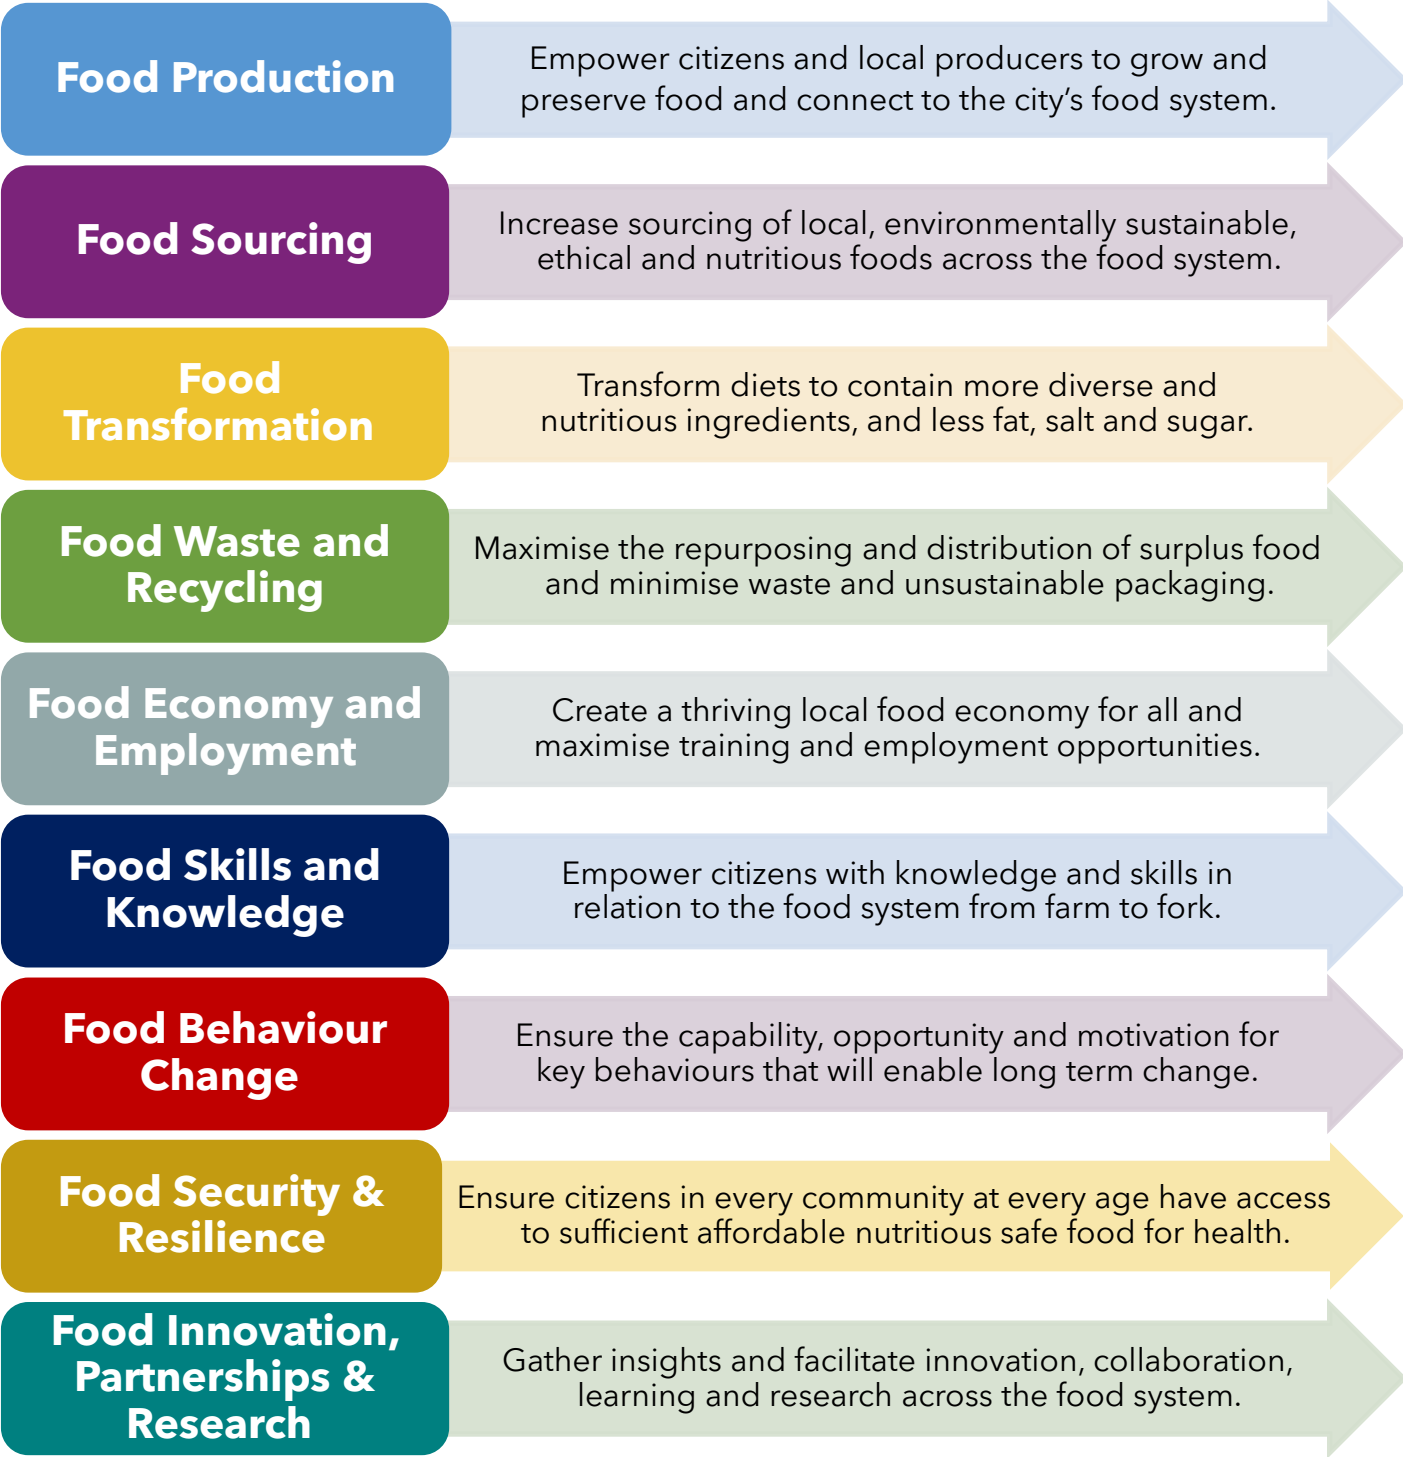 Food Production
Empower citizens and local producers to grow and
preserve food and connect to the city’s food system.
Food Sourcing
Increase sourcing of local, environmentally sustainable,
ethical and nutritious foods across the food system.
Food
Transformation
Transform diets to contain more diverse and
nutritious ingredients, and less fat, salt and sugar.
Food Waste and
Recycling
Maximise the repurposing and distribution of surplus food
and minimise waste and unsustainable packaging.
Food Economy and
Employment
Create a thriving local food economy for all and
maximise training and employment opportunities.
Food Skills and
Knowledge
Empower citizens with knowledge and skills in
relation to the food system from farm to fork.
Food Behaviour
Change
Ensure the capability, opportunity and motivation for
key behaviours that will enable long term change.
Food Security &
Resilience
Ensure citizens in every community at every age have access
to sufficient affordable nutritious safe food for health.
Food Innovation,
Partnerships &
Research
Gather insights and facilitate innovation, collaboration,
learning and research across the food system.